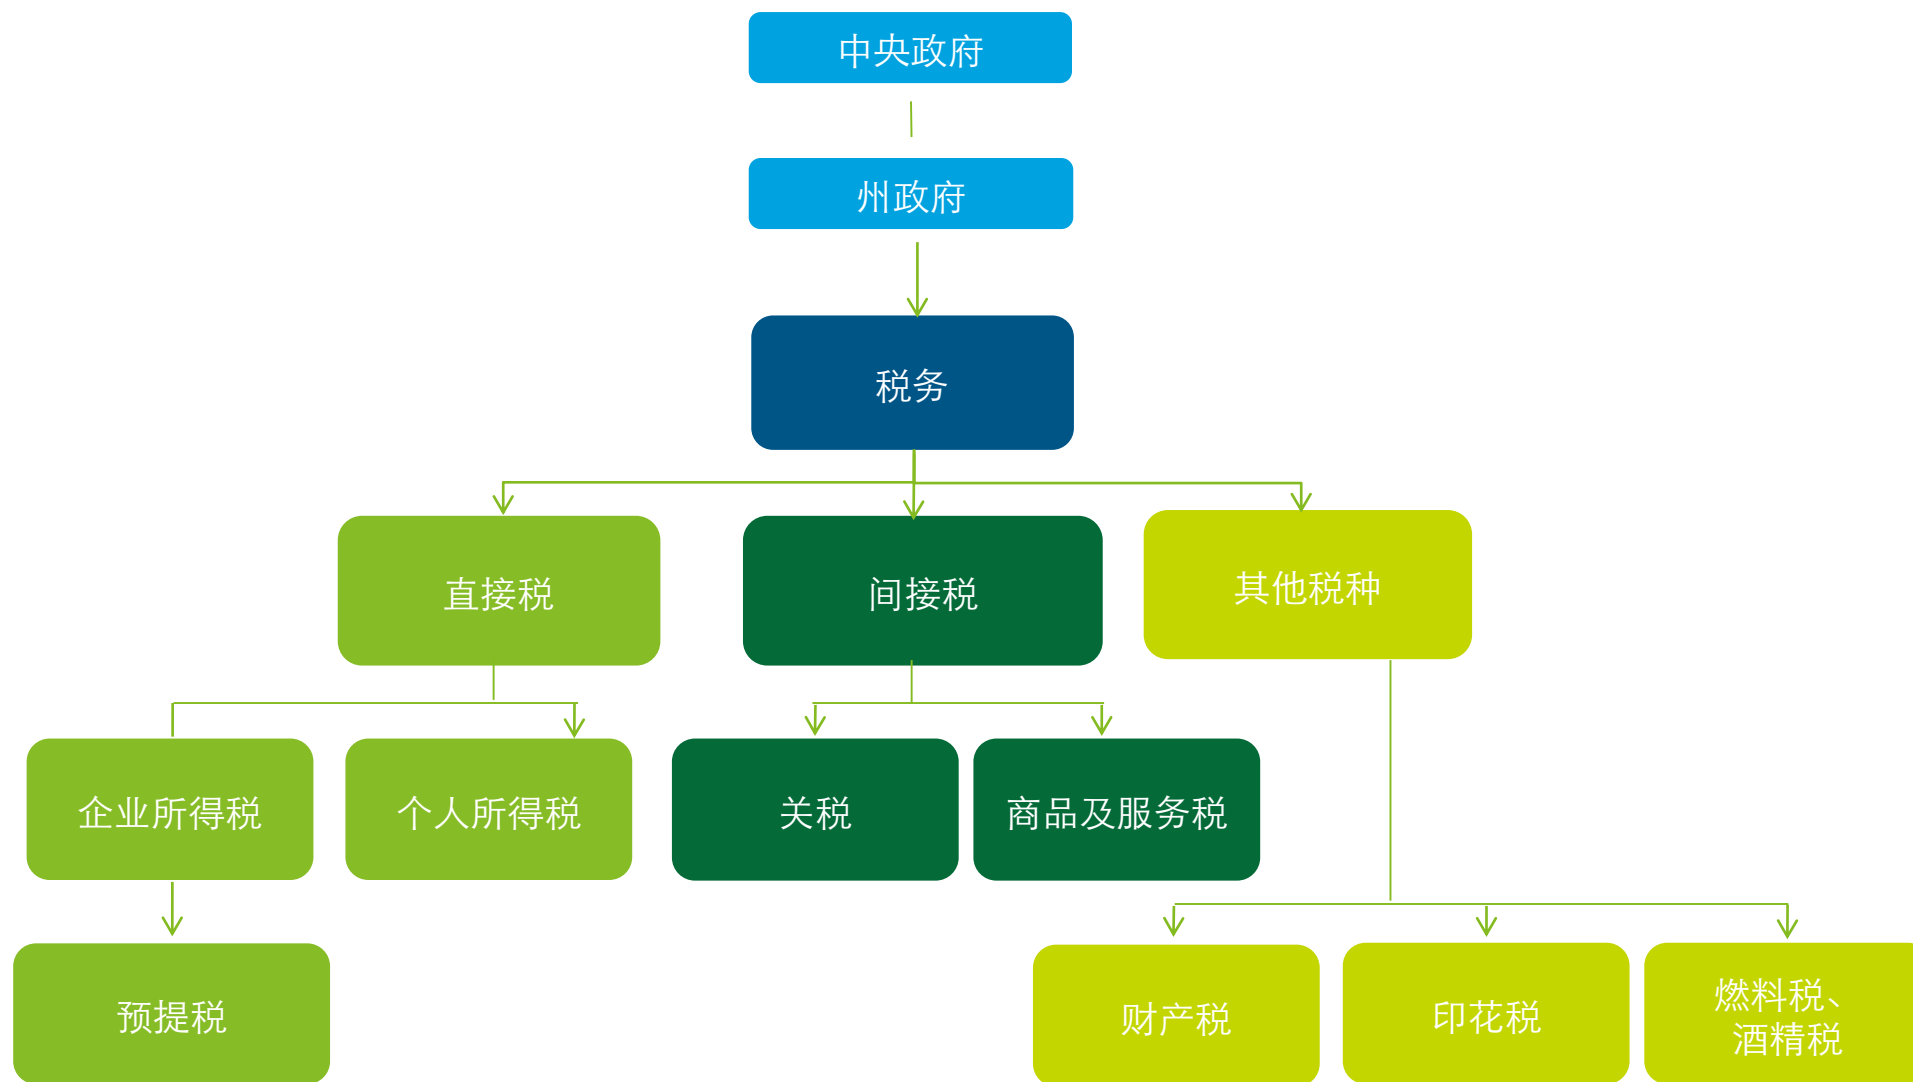 中央政府
州政府
税务
直接税
间接税
其他税种
企业所得税
个人所得税
关税
商品及服务税
预提税
财产税
印花税
燃料税、
酒精税